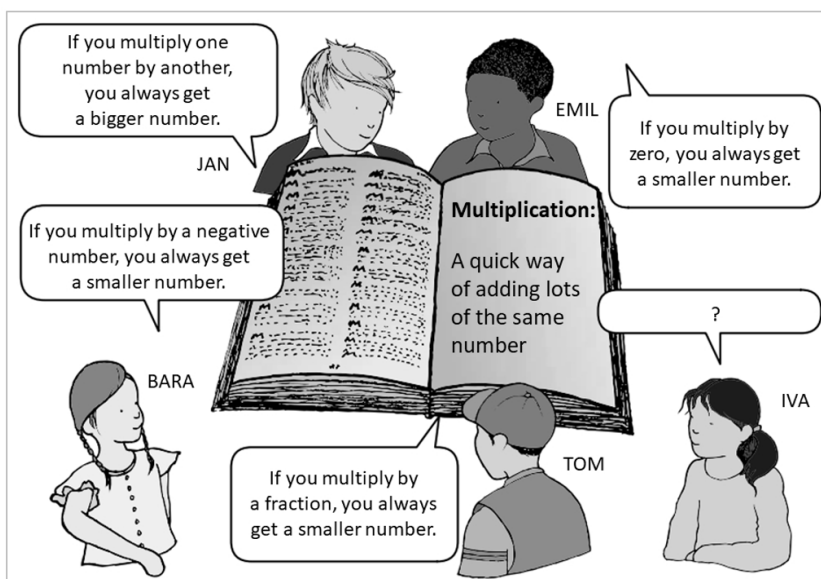 If you multiply one
number by another,
you always get
a bigger number.
JAN
EMIL
If you multiply by
zero, you always get
a smaller number.
If you multiply by a negative
number, you always get
a smaller number.
BARA
Multiplication:
A quick way
of adding lots
of the same
number
?
IVA
If you multiply by
a fraction, you always
get a smaller number.
TOM